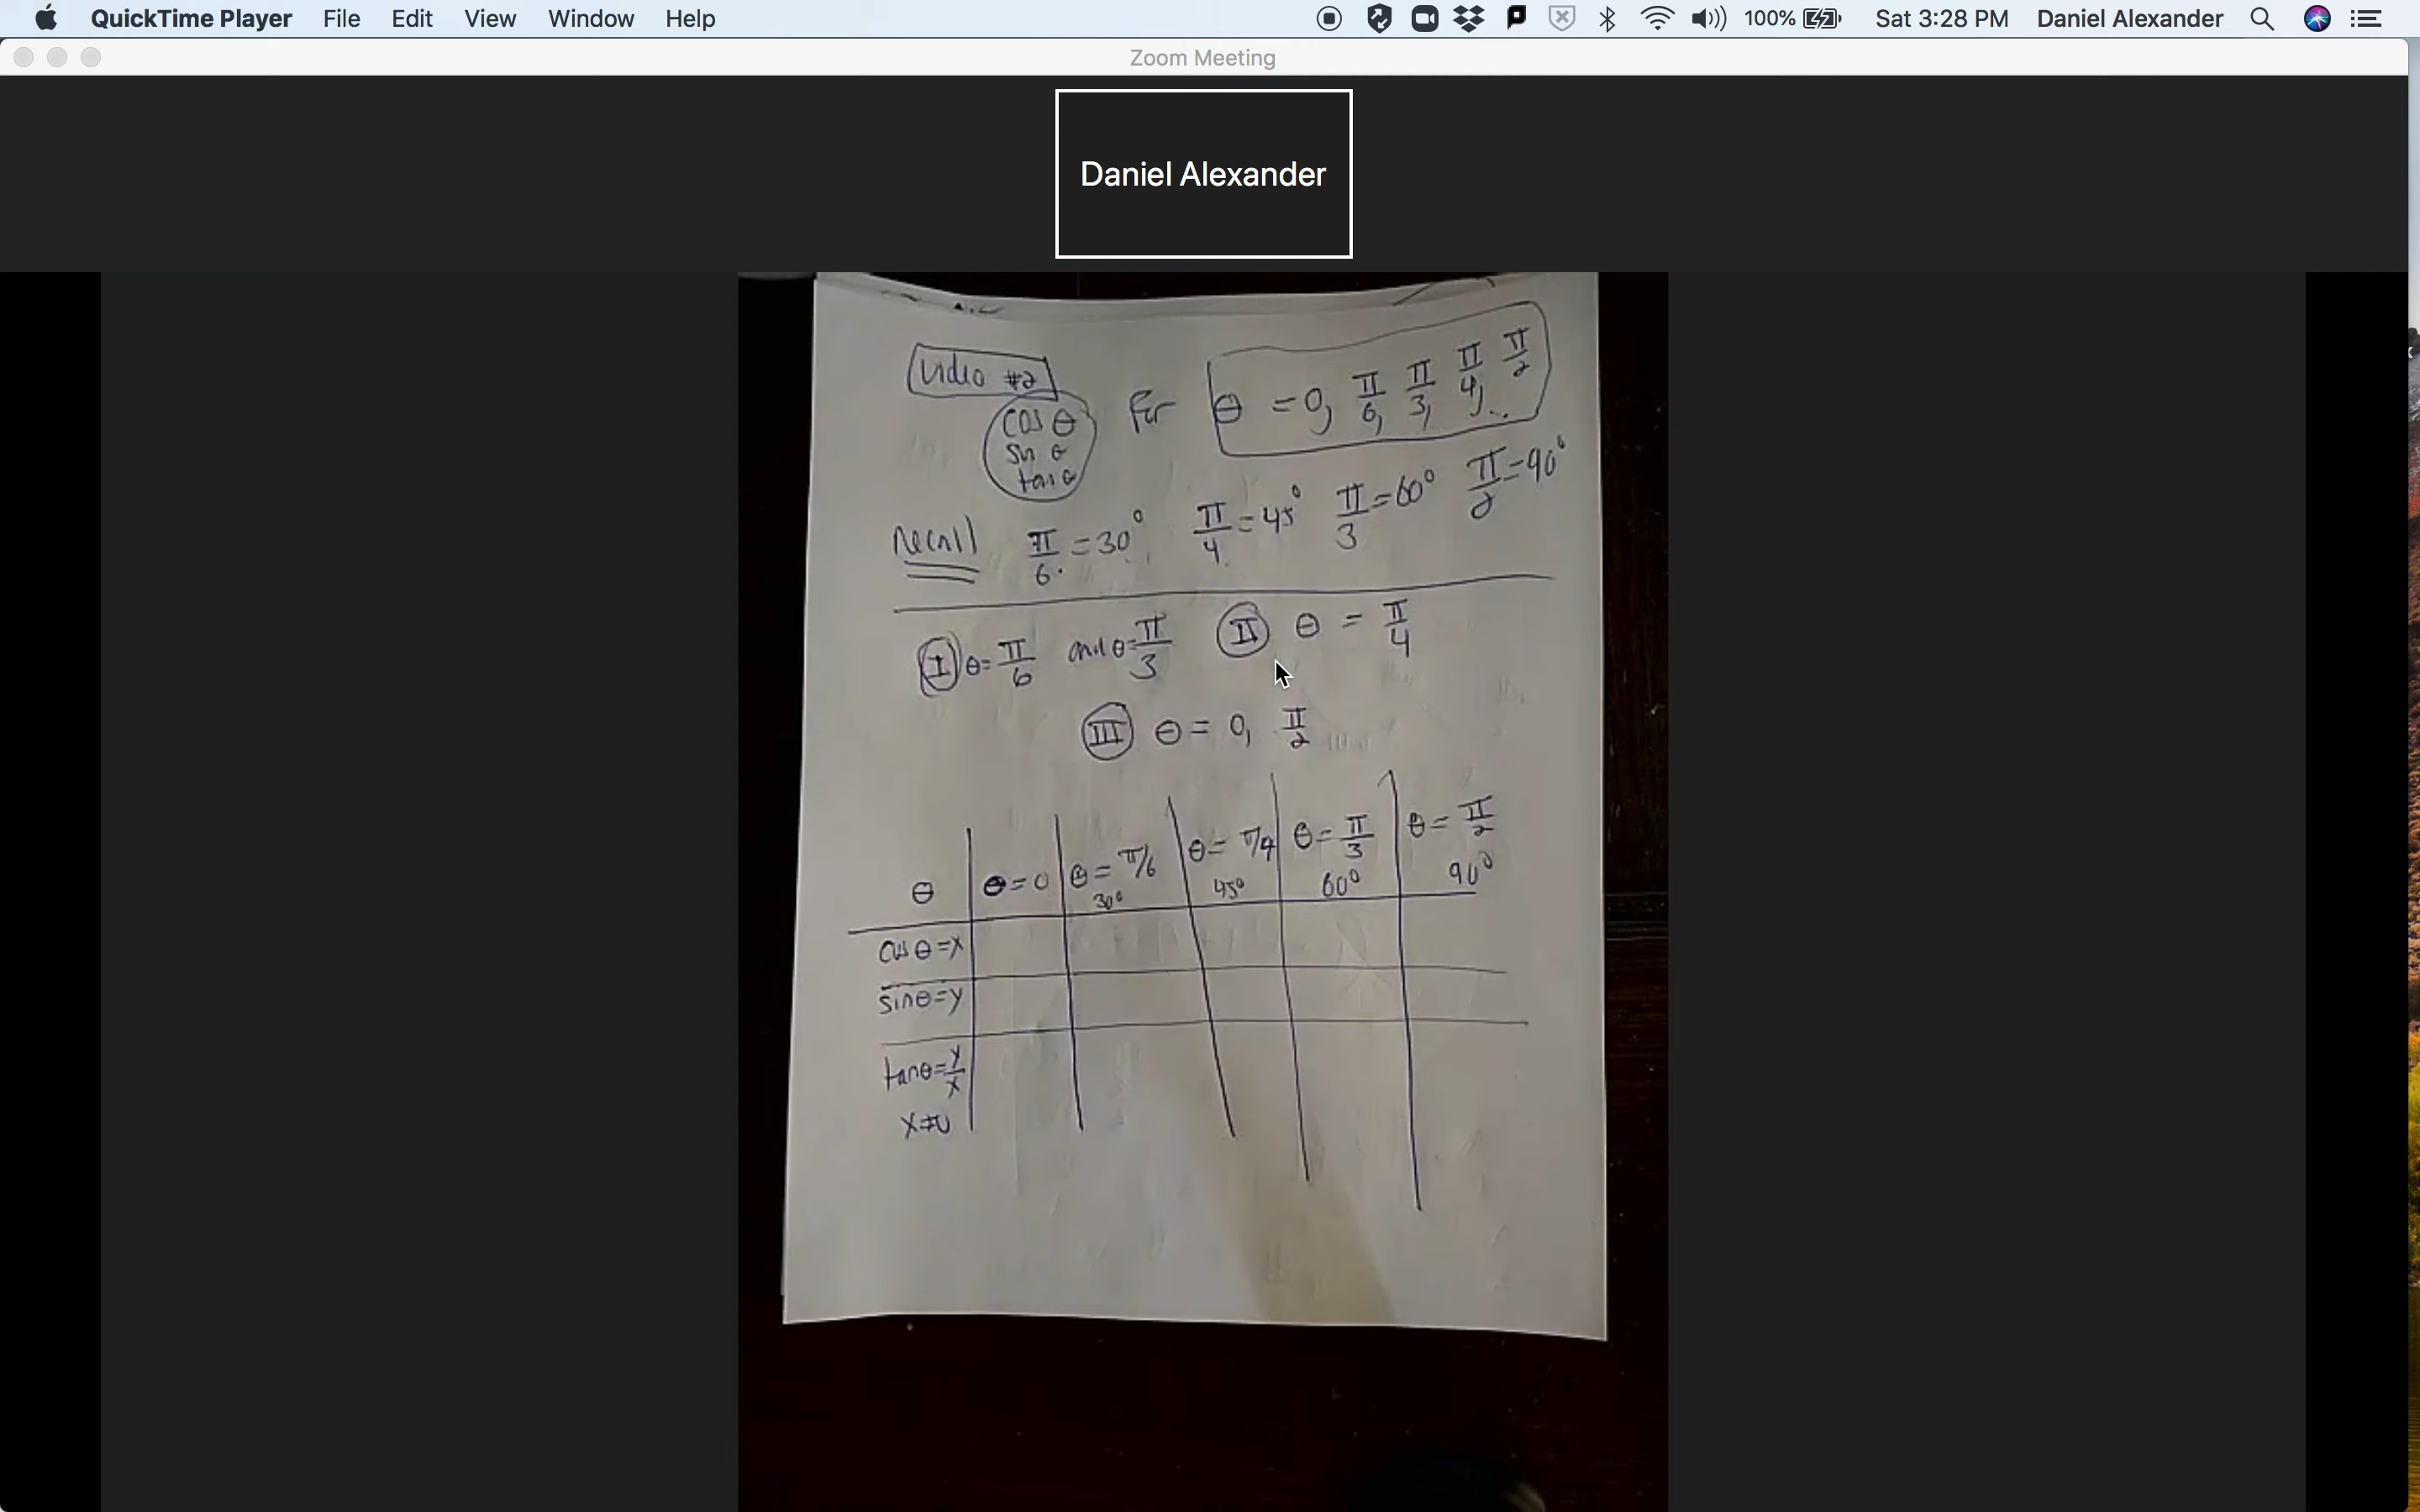 QuickTime Player File Edit View Window Help 100% Sat 3:28 PM Daniel Alexander
Zoom Meeting
Daniel Alexander
Video #2
cos θ
sin θ
tan θ
For θ = 0, π/6, π/3, π/4, π/2
Recall π/6 = 30° π/4 = 45° π/3 = 60° π/2 = 90°
I θ = π/6 and θ = π/3 II θ = π/4
III θ = 0, π/2
θ θ = 0 θ = π/6 30° θ = π/4 45° θ = π/3 60° θ = π/2 90°
cos θ = x
sin θ = y
tan θ = y/x
x ≠ 0